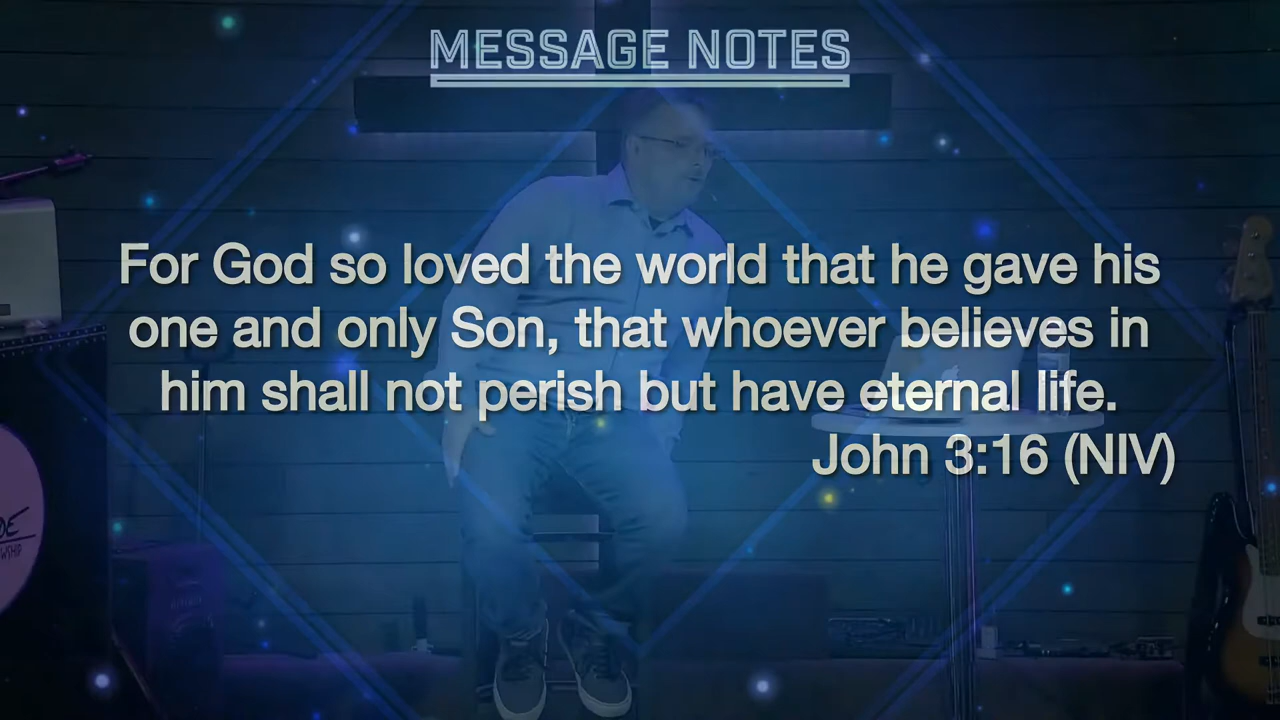 MESSAGE NOTES
For God so loved the world that he gave his
one and only Son, that whoever believes in
him shall not perish but have eternal life.
John 3:16 (NIV)